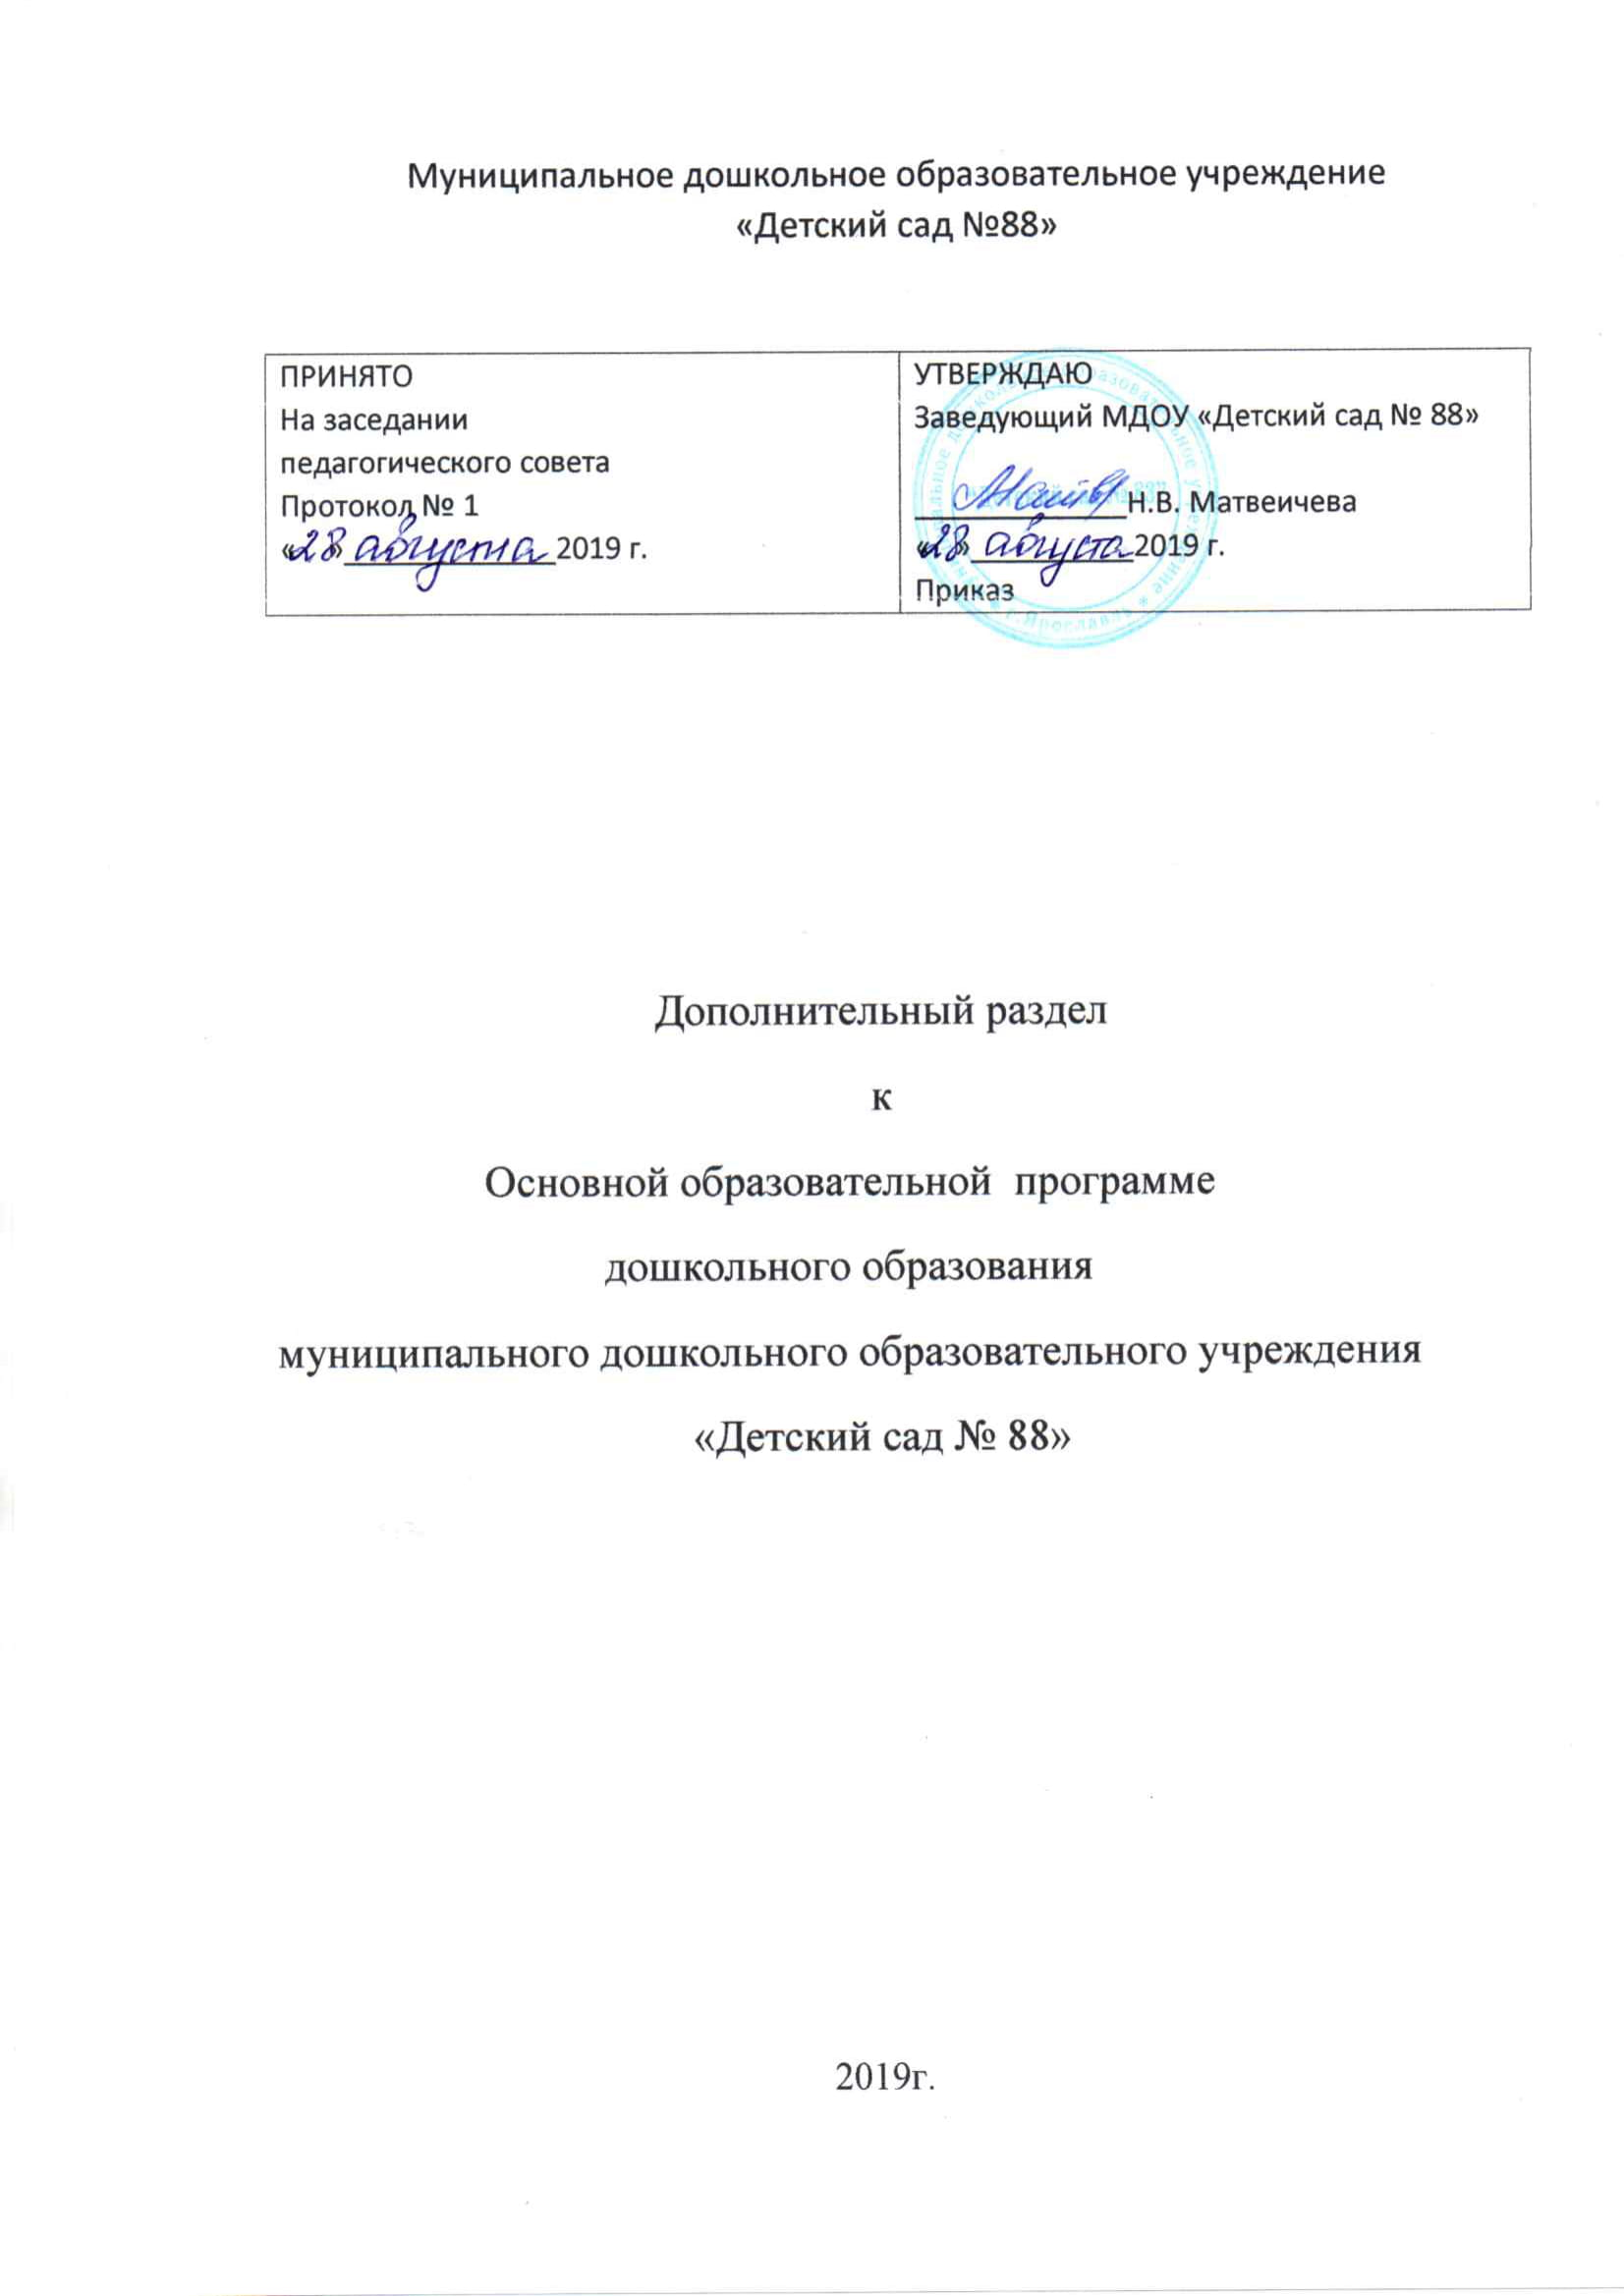 Муниципальное дошкольное образовательное учреждение
«Детский сад №88»
ПРИНЯТО
На заседании
педагогического совета
Протокол № 1
«28» августа 2019 г.
УТВЕРЖДАЮ
Заведующий МДОУ «Детский сад № 88»
Н.В. Матвеичева
«28» августа 2019 г.
Приказ
г.Ярославль
Дополнительный раздел
к
Основной образовательной программе
дошкольного образования
муниципального дошкольного образовательного учреждения
«Детский сад № 88»
2019г.